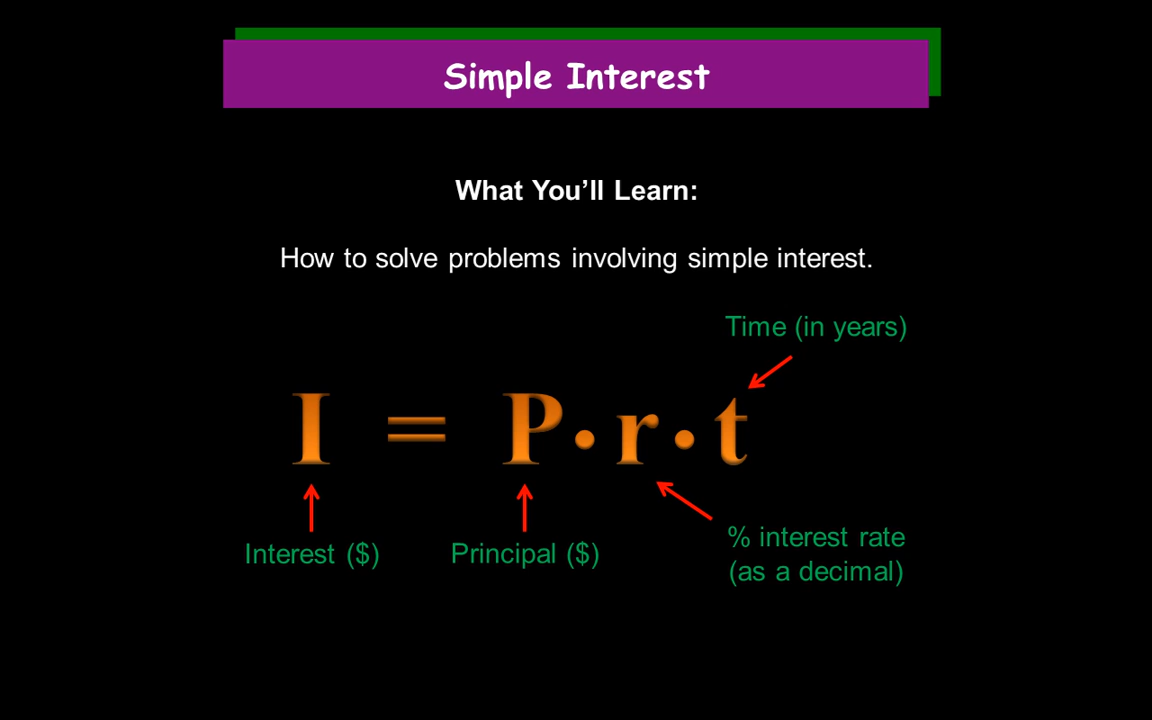 Simple Interest
What You’ll Learn:
How to solve problems involving simple interest.
Time (in years)
I = P•r•t
Interest ($)
Principal ($)
% interest rate
(as a decimal)